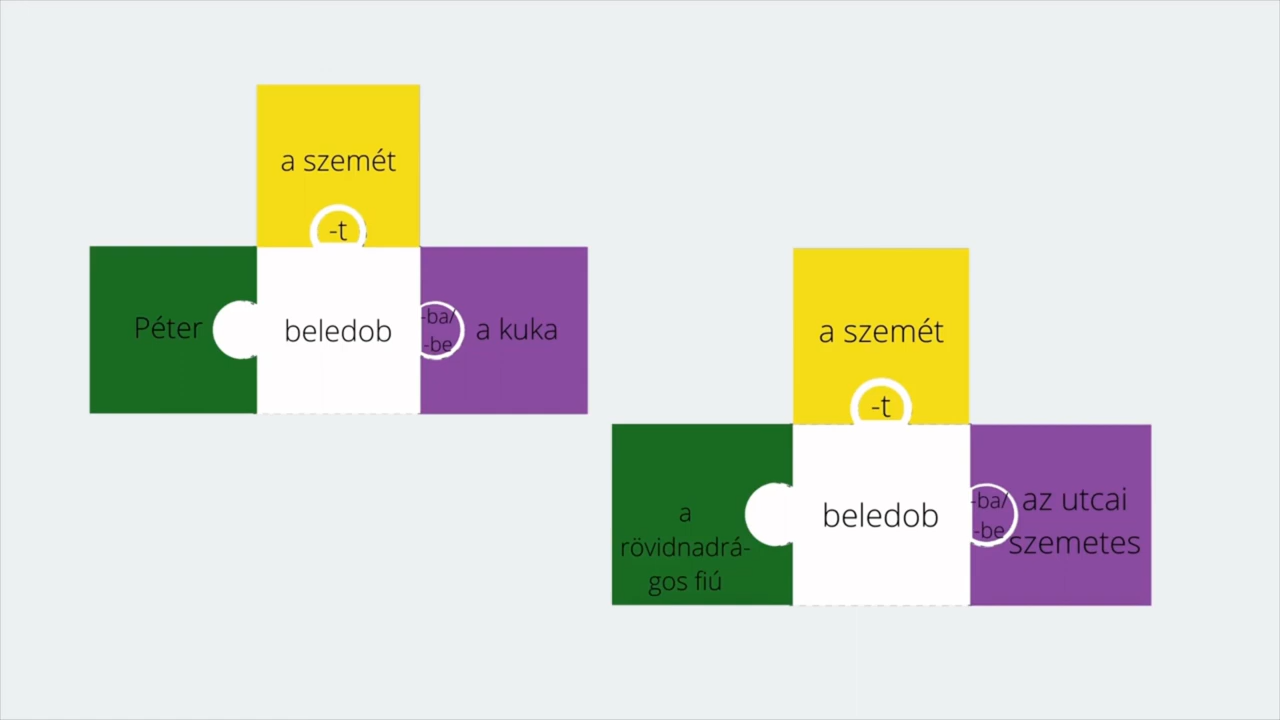 a szemét
-t
Péter
beledob
-ba/
-be
a kuka
a szemét
-t
a
rövidnadrá-
gos fiú
beledob
-ba/
-be
az utcai
szemetes